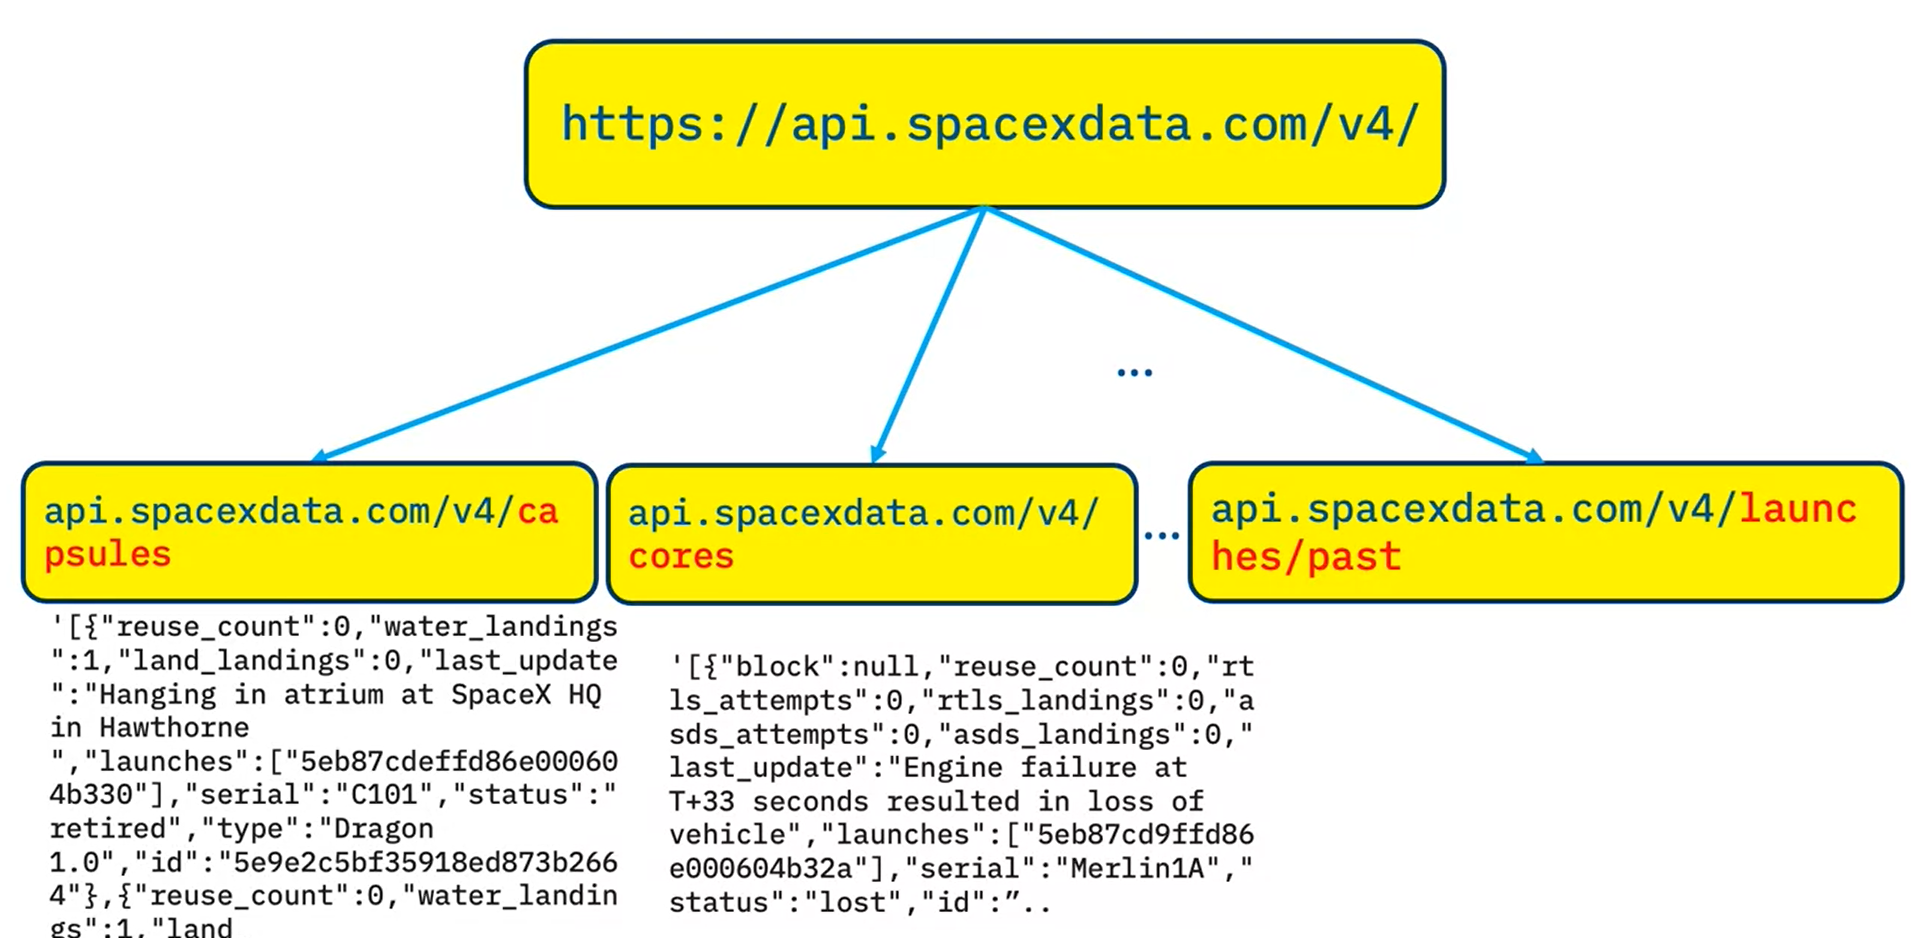 https://api.spacexdata.com/v4/
...
api.spacexdata.com/v4/ca
psules
api.spacexdata.com/v4/
cores
...
api.spacexdata.com/v4/launc
hes/past
'[{"reuse_count":0,"water_landings
":1,"land_landings":0,"last_update
":"Hanging in atrium at SpaceX HQ
in Hawthorne
","launches":["5eb87cdeffd86e00060
4b330"],"serial":"C101","status":"
retired","type":"Dragon
1.0","id":"5e9e2c5bf35918ed873b266
4"},{"reuse_count":0,"water_landin
gs":1,"land
'[{"block":null,"reuse_count":0,"rt
ls_attempts":0,"rtls_landings":0,"a
sds_attempts":0,"asds_landings":0,"
last_update":"Engine failure at
T+33 seconds resulted in loss of
vehicle","launches":["5eb87cd9ffd86
e000604b32a"],"serial":"Merlin1A","
status":"lost","id":”..